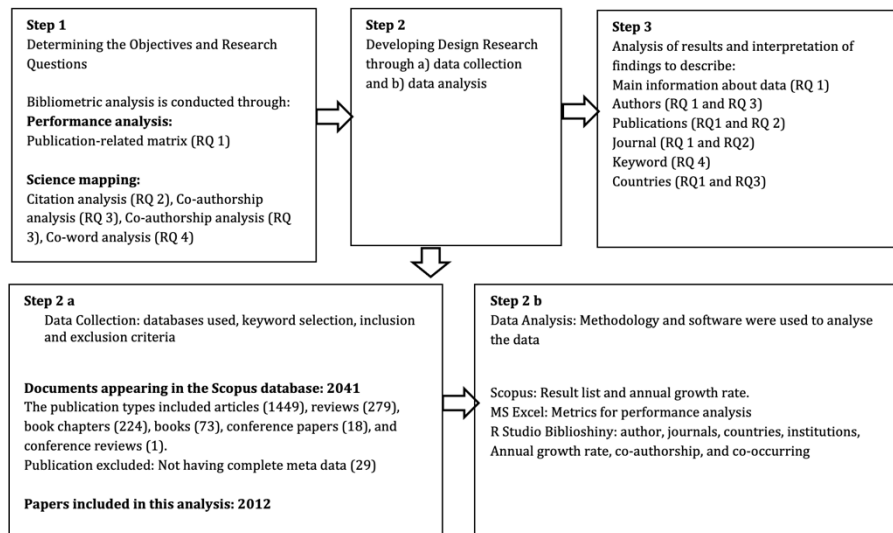 Step 1
Determining the Objectives and Research
Questions
Bibliometric analysis is conducted through:
Performance analysis:
Publication-related matrix (RQ 1)
Science mapping:
Citation analysis (RQ 2), Co-authorship
analysis (RQ 3), Co-authorship analysis (RQ
3), Co-word analysis (RQ 4)
Step 2
Developing Design Research
through a) data collection
and b) data analysis
Step 3
Analysis of results and interpretation of
findings to describe:
Main information about data (RQ 1)
Authors (RQ 1 and RQ 3)
Publications (RQ1 and RQ 2)
Journal (RQ 1 and RQ2)
Keyword (RQ 4)
Countries (RQ1 and RQ3)
Step 2 a
Data Collection: databases used, keyword selection, inclusion
and exclusion criteria
Documents appearing in the Scopus database: 2041
The publication types included articles (1449), reviews (279),
book chapters (224), books (73), conference papers (18), and
conference reviews (1).
Publication excluded: Not having complete meta data (29)
Papers included in this analysis: 2012
Step 2 b
Data Analysis: Methodology and software were used to analyse
the data
Scopus: Result list and annual growth rate.
MS Excel: Metrics for performance analysis
R Studio Biblioshiny: author, journals, countries, institutions,
Annual growth rate, co-authorship, and co-occurring